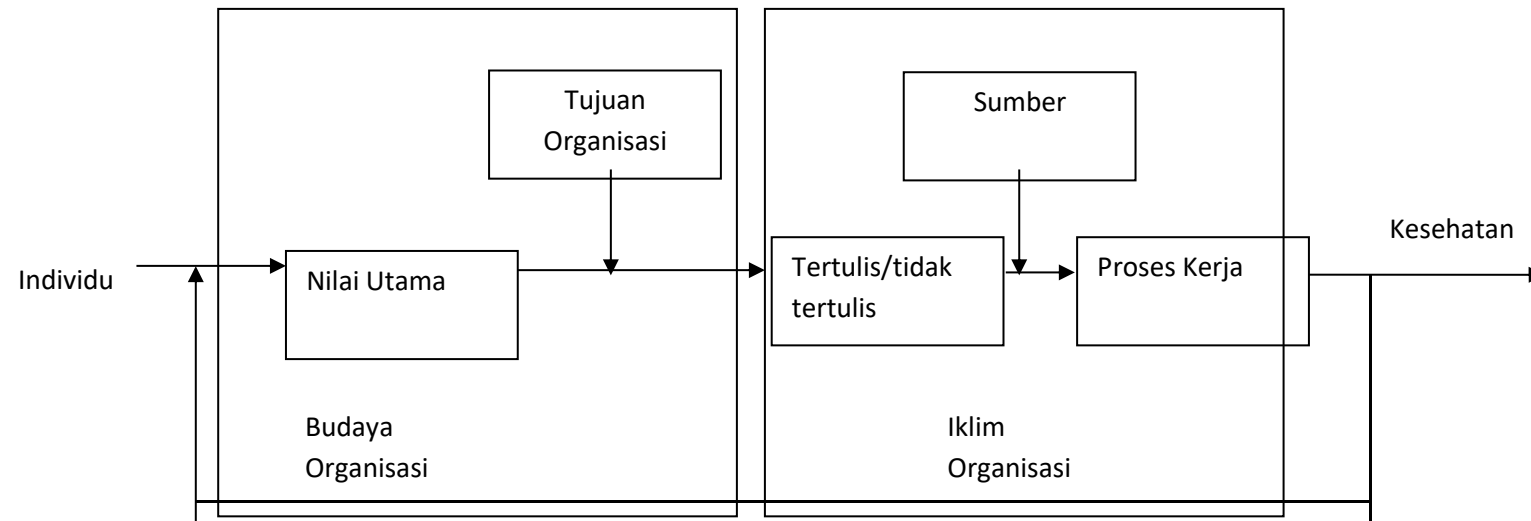 Individu
Tujuan
Organisasi
Nilai Utama
Budaya
Organisasi
Sumber
Tertulis/tidak
tertulis
Proses Kerja
Iklim
Organisasi
Kesehatan